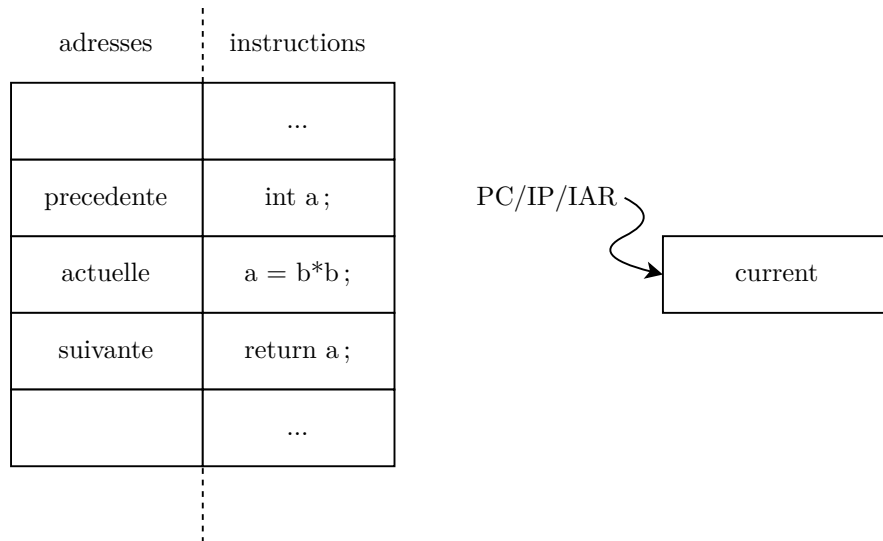 adresses instructions
...
precedente int a ;
PC/IP/IAR
actuelle a = b*b ;
current
suivante return a ;
...